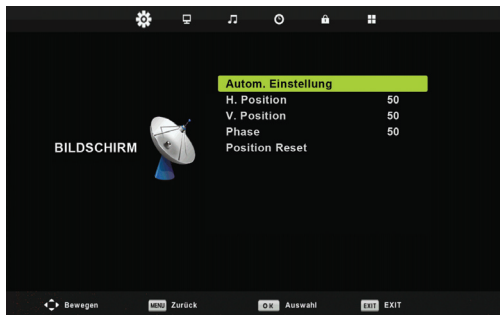 Autom. Einstellung
H. Position 50
V. Position 50
Phase 50
Position Reset
BILDSCHIRM
Bewegen MENU Zurück OK Auswahl EXIT EXIT